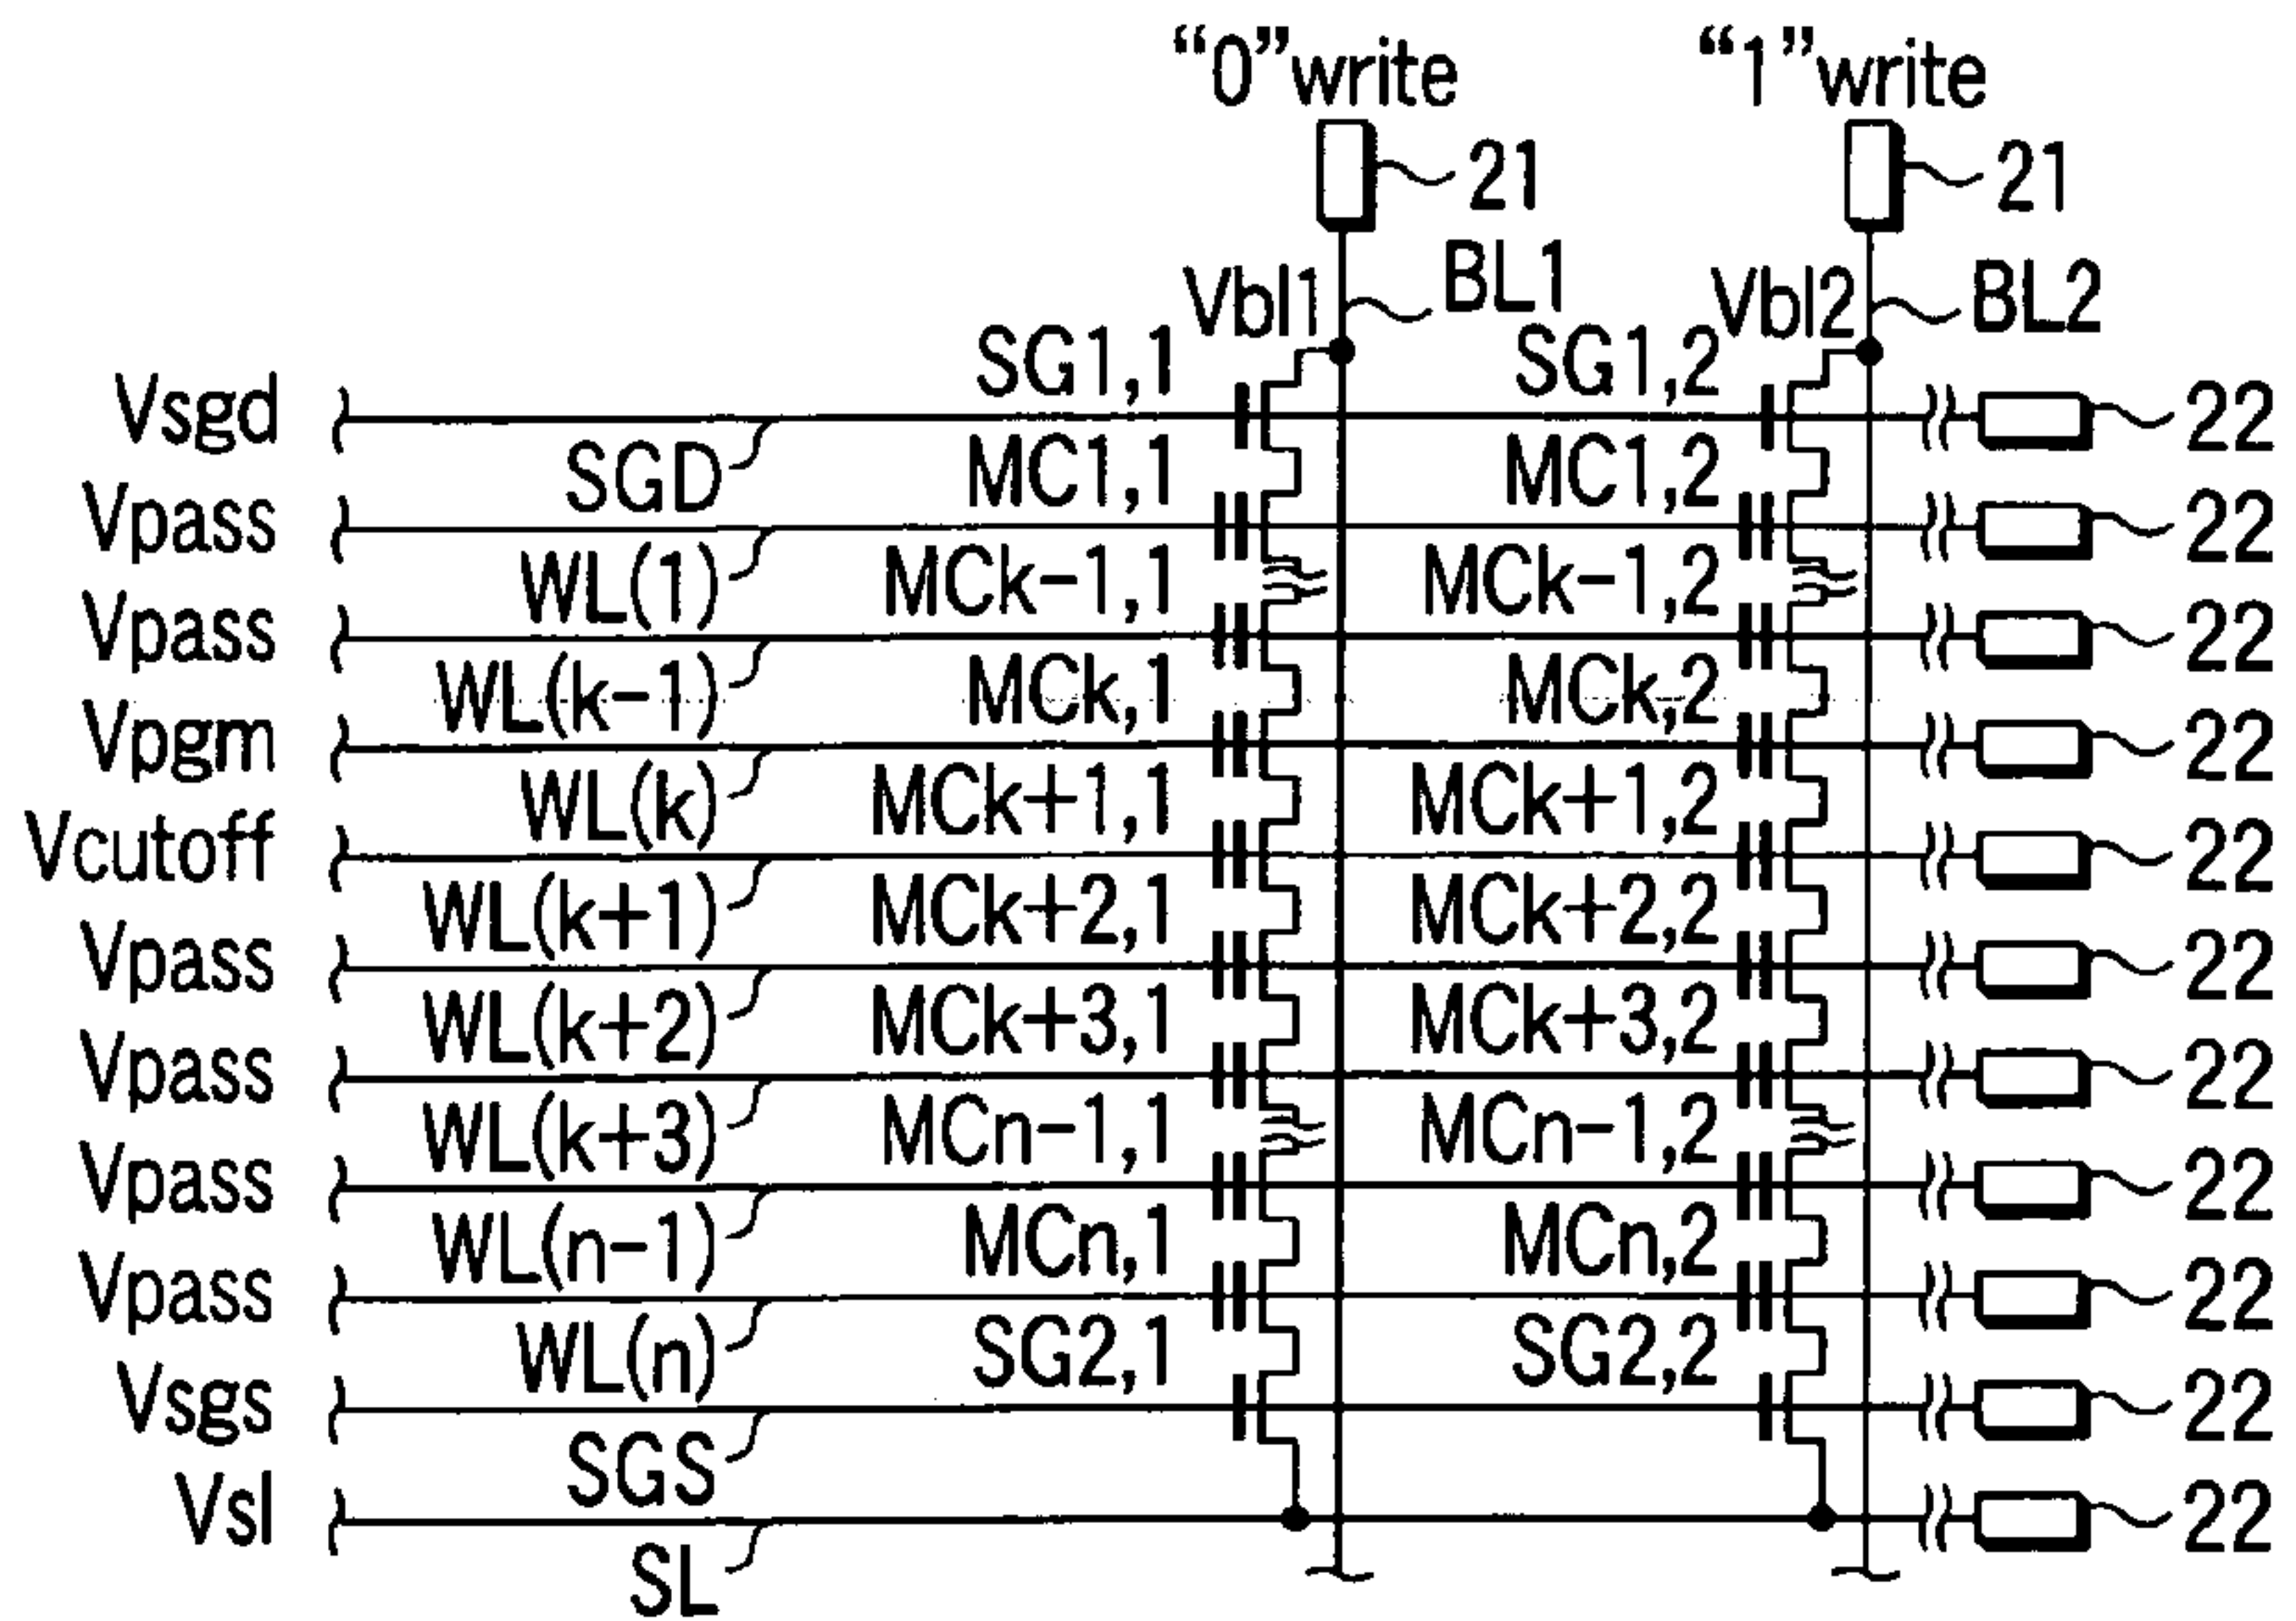 “0”write “1”write
21 21
BL1 BL2
Vbl1 Vbl2
SG1,1 SG1,2
Vsgd 22
SGD MC1,1 MC1,2
Vpass 22
WL(1) MCk-1,1 MCk-1,2
Vpass 22
WL(k-1) MCk,1 MCk,2
Vpgm 22
WL(k) MCk+1,1 MCk+1,2
Vcutoff 22
WL(k+1) MCk+2,1 MCk+2,2
Vpass 22
WL(k+2) MCk+3,1 MCk+3,2
Vpass 22
WL(k+3) MCn-1,1 MCn-1,2
Vpass 22
WL(n-1) MCn,1 MCn,2
Vpass 22
WL(n) SG2,1 SG2,2
Vsgs 22
SGS
Vsl 22
SL